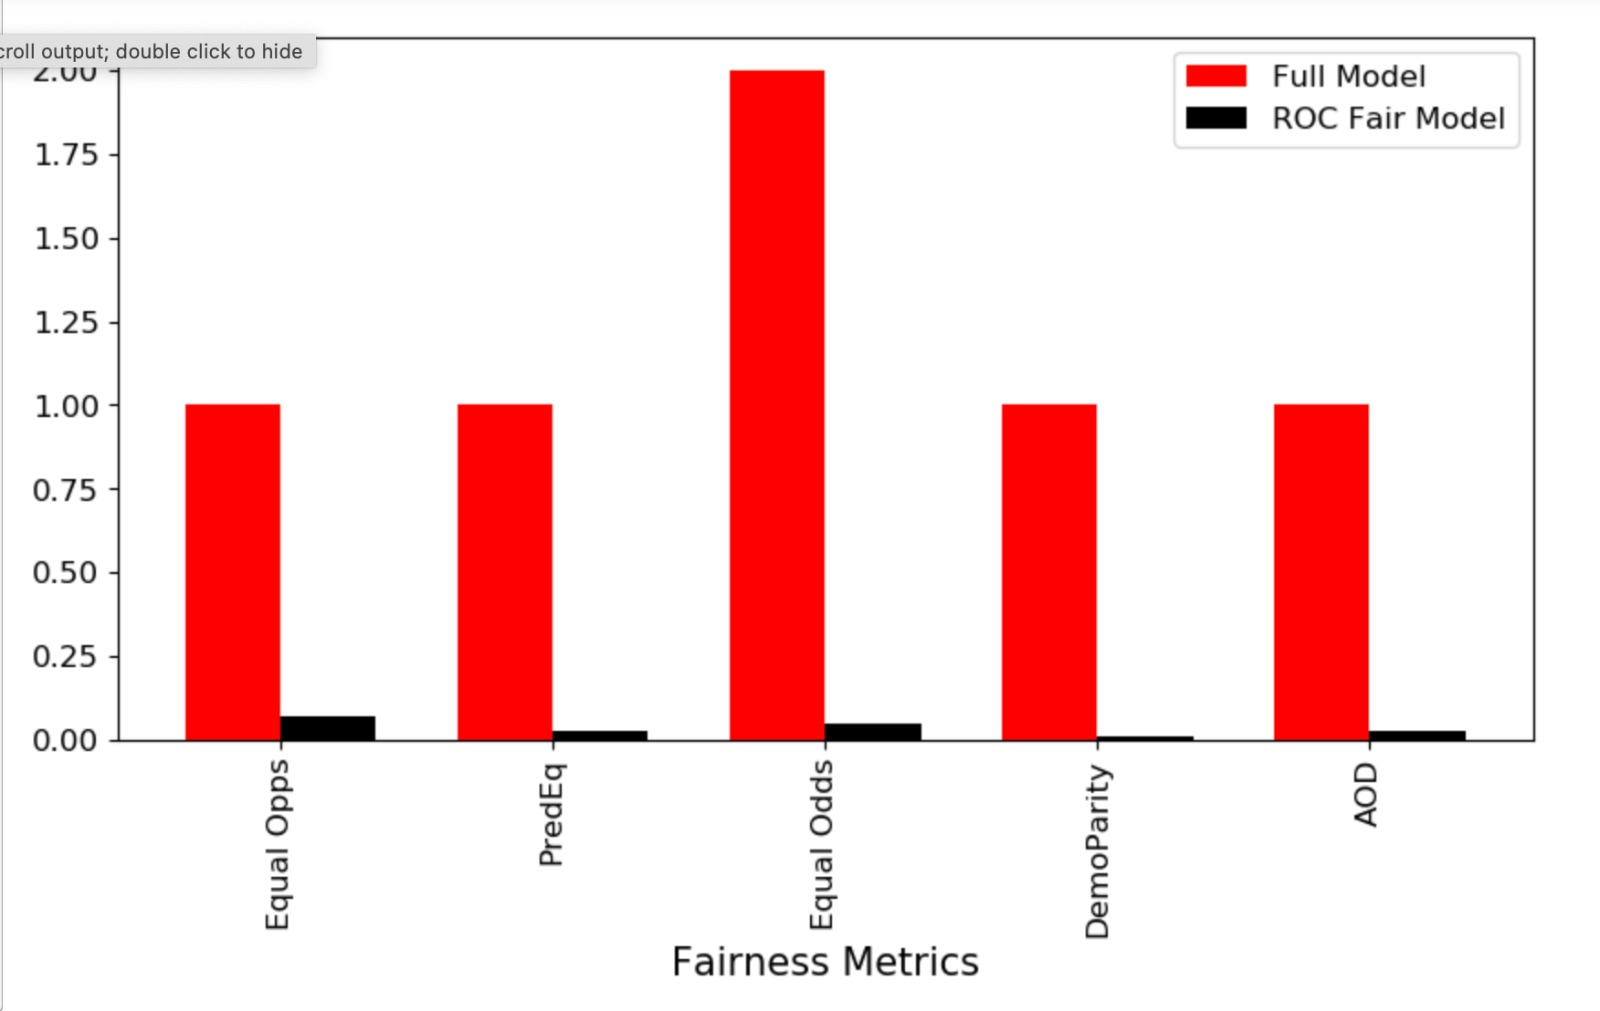 croll output; double click to hide
2.00
1.75
1.50
1.25
1.00
0.75
0.50
0.25
0.00
Full Model
ROC Fair Model
Equal Opps
PredEq
Equal Odds
DemoParity
AOD
Fairness Metrics